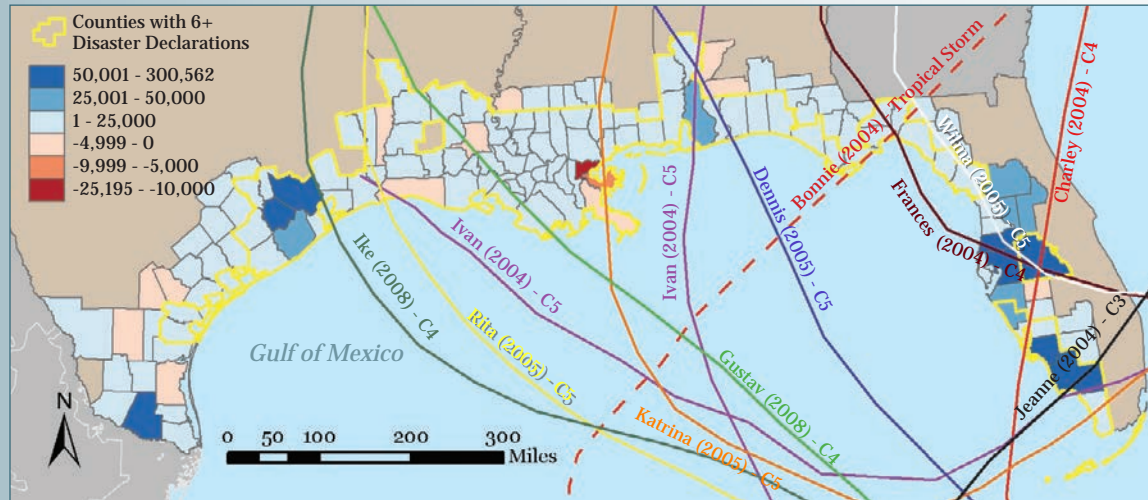 Counties with 6+
Disaster Declarations
50,001 - 300,562
25,001 - 50,000
1 - 25,000
-4,999 - 0
-9,999 - -5,000
-25,195 - -10,000
Ike (2008) - C4
Rita (2005) - C5
Ivan (2004) - C5
Gustav (2008) - C4
Katrina (2005) - C5
Ivan (2004) - C5
Dennis (2005) - C5
Bonnie (2004) - Tropical Storm
Frances (2004) - C4
Wilma (2005) - C5
Charley (2004) - C4
Jeanne (2004) - C3
Gulf of Mexico
N
0 50 100 200 300
Miles